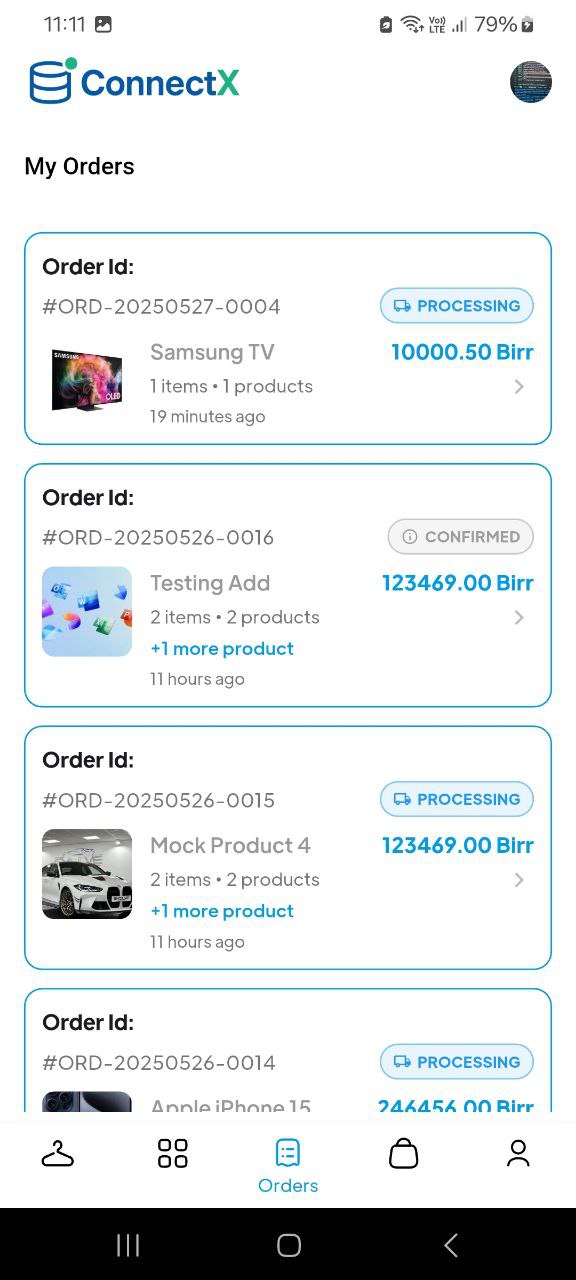 11:11 Vo)) LTE 79%
ConnectX
My Orders
Order Id:
#ORD-20250527-0004 PROCESSING
SAMSUNG
OLED
Samsung TV 10000.50 Birr
1 items • 1 products
19 minutes ago
Order Id:
#ORD-20250526-0016 CONFIRMED
Testing Add 123469.00 Birr
2 items • 2 products
+1 more product
11 hours ago
Order Id:
#ORD-20250526-0015 PROCESSING
Mock Product 4 123469.00 Birr
2 items • 2 products
+1 more product
11 hours ago
Order Id:
#ORD-20250526-0014 PROCESSING
Apple iPhone 15 246456.00 Birr
Orders